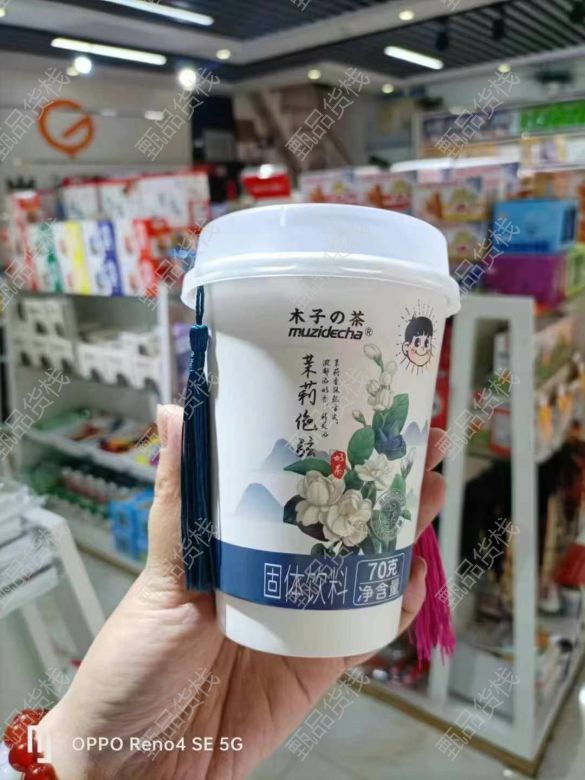 木子の茶
muzidecha®
茉莉绝弦
好茶
固体饮料
70克
净含量
OPPO Reno4 SE 5G
甄品货栈